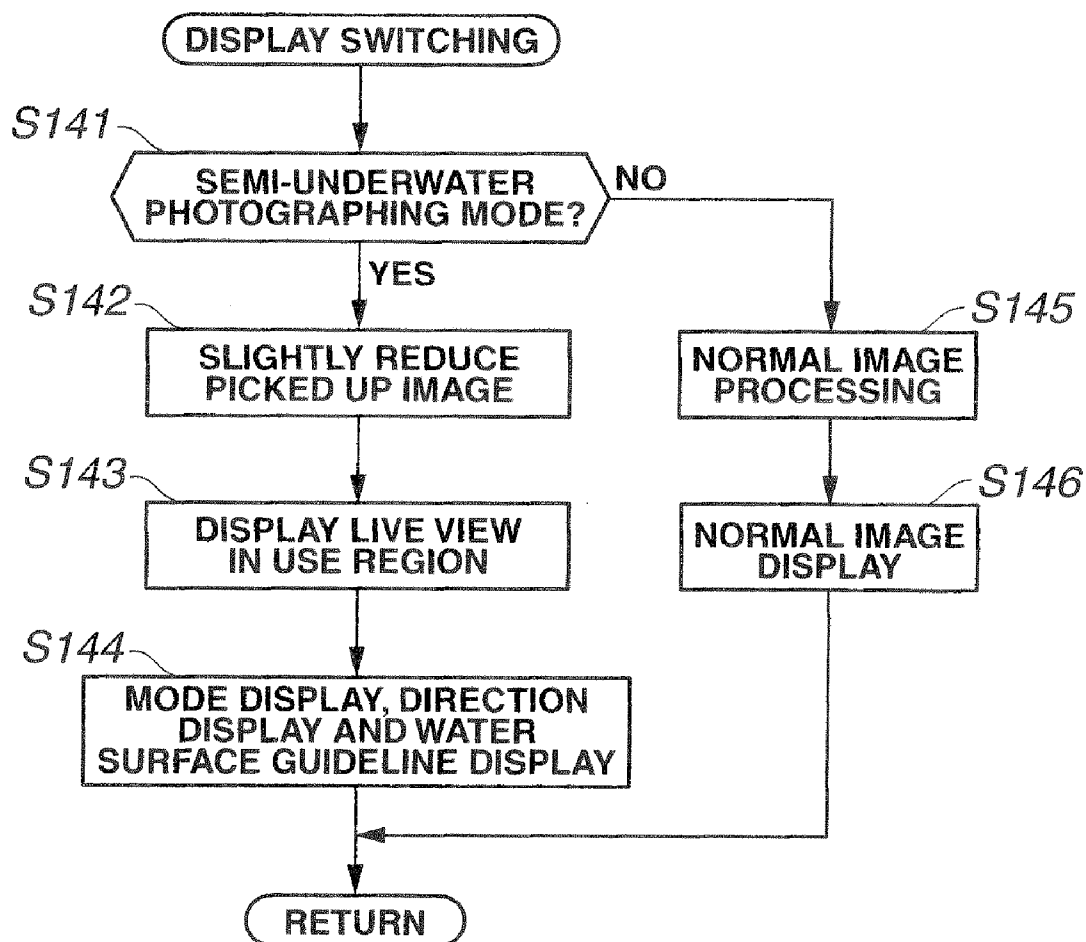 DISPLAY SWITCHING
S141
SEMI-UNDERWATER
PHOTOGRAPHING MODE?
NO
YES
S142
SLIGHTLY REDUCE
PICKED UP IMAGE
S145
NORMAL IMAGE
PROCESSING
S143
DISPLAY LIVE VIEW
IN USE REGION
S146
NORMAL IMAGE
DISPLAY
S144
MODE DISPLAY, DIRECTION
DISPLAY AND WATER
SURFACE GUIDELINE DISPLAY
RETURN